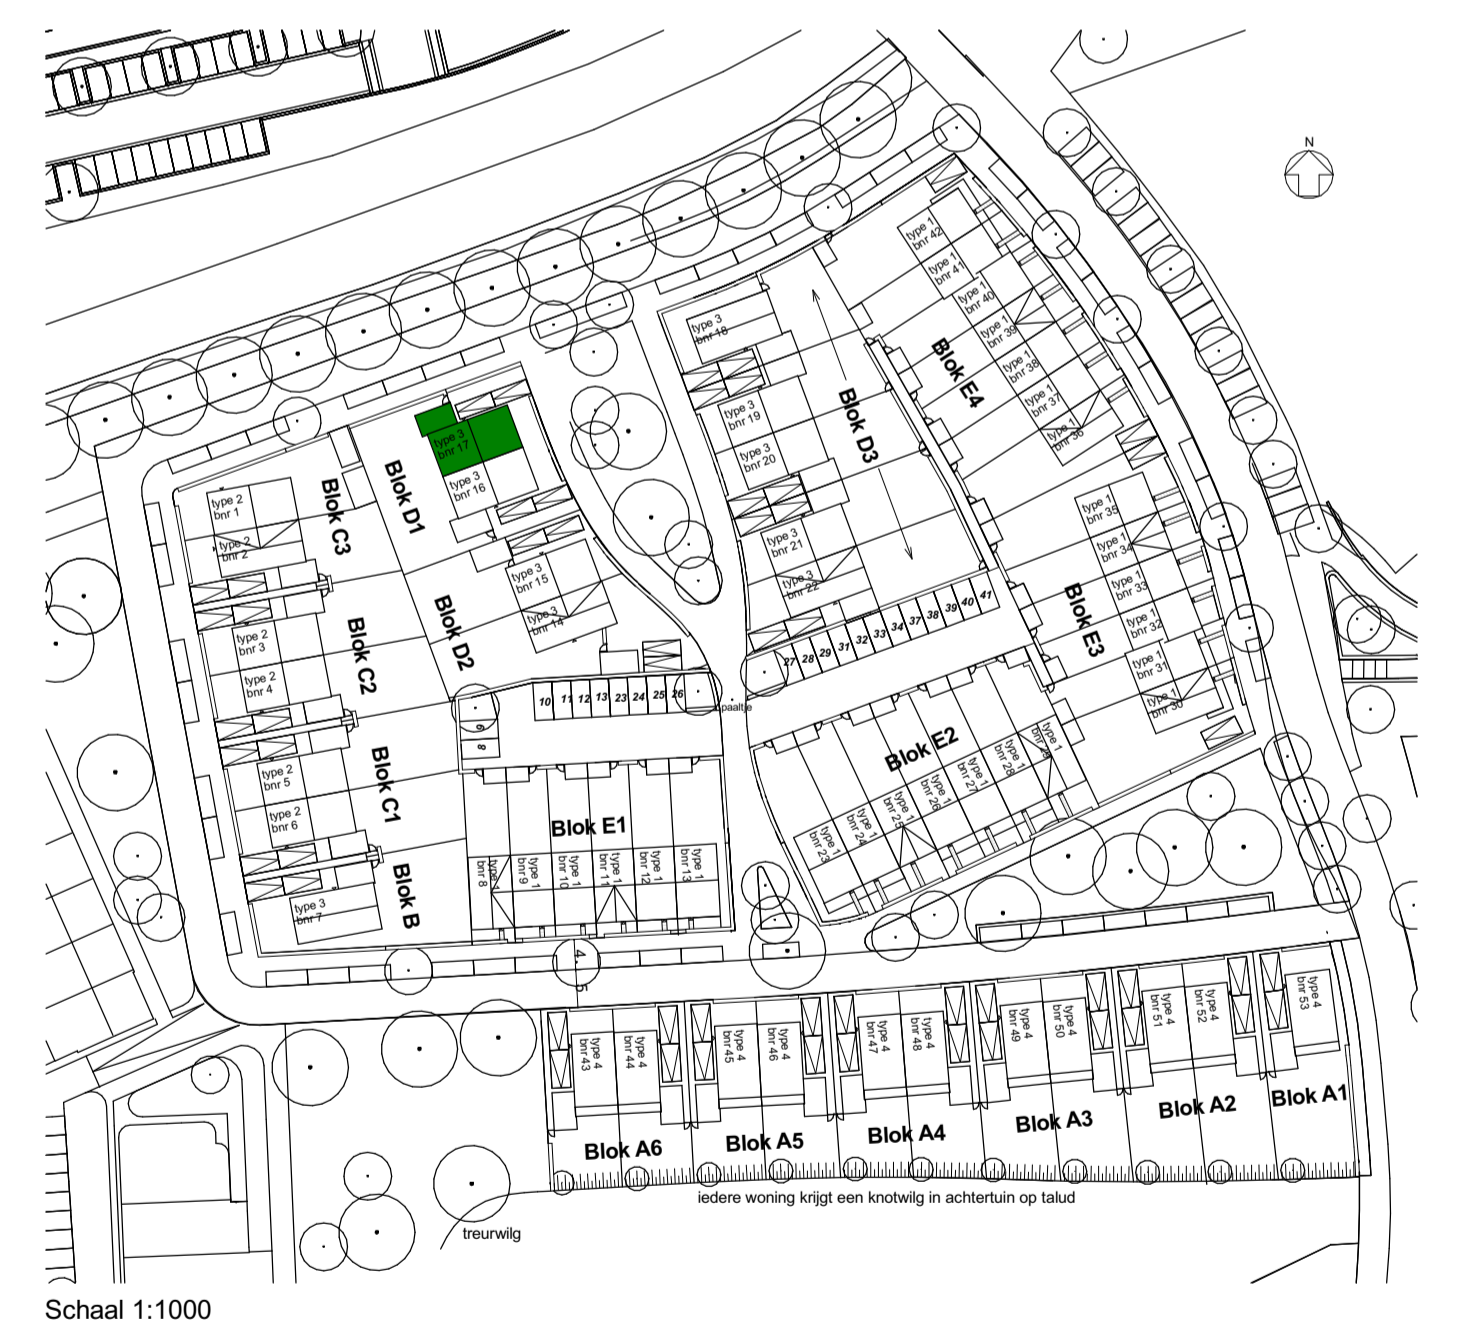 N
type 1
bnr 42
type 1
bnr 41
type 1
bnr 40
type 1
bnr 39
type 1
bnr 38
type 1
bnr 37
type 1
bnr 36
Blok E4
type 3
bnr 18
type 3
bnr 19
type 3
bnr 20
Blok D3
type 3
bnr 21
type 3
bnr 22
type 3
bnr 17
type 3
bnr 16
Blok D1
type 3
bnr 15
type 3
bnr 14
Blok D2
type 2
bnr 1
type 2
bnr 2
Blok C3
type 2
bnr 3
type 2
bnr 4
Blok C2
type 2
bnr 5
type 2
bnr 6
Blok C1
type 3
bnr 7
Blok B
type 1
bnr 35
type 1
bnr 34
type 1
bnr 33
type 1
bnr 32
type 1
bnr 31
type 1
bnr 30
Blok E3
27 28 29 31 32 33 34 37 38 39 40 41
10 11 12 13 23 24 25 26
9
8
paaltje
Blok E2
type 1
bnr 29
type 1
bnr 28
type 1
bnr 27
type 1
bnr 26
type 1
bnr 25
type 1
bnr 24
type 1
bnr 23
Blok E1
type 1
bnr 8
type 1
bnr 9
type 1
bnr 10
type 1
bnr 11
type 1
bnr 12
type 1
bnr 13
type 4
bnr 43
type 4
bnr 44
type 4
bnr 45
type 4
bnr 46
type 4
bnr 47
type 4
bnr 48
type 4
bnr 49
type 4
bnr 50
type 4
bnr 51
type 4
bnr 52
type 4
bnr 53
Blok A6
Blok A5
Blok A4
Blok A3
Blok A2
Blok A1
iedere woning krijgt een knotwilg in achtertuin op talud
treurwilg
Schaal 1:1000